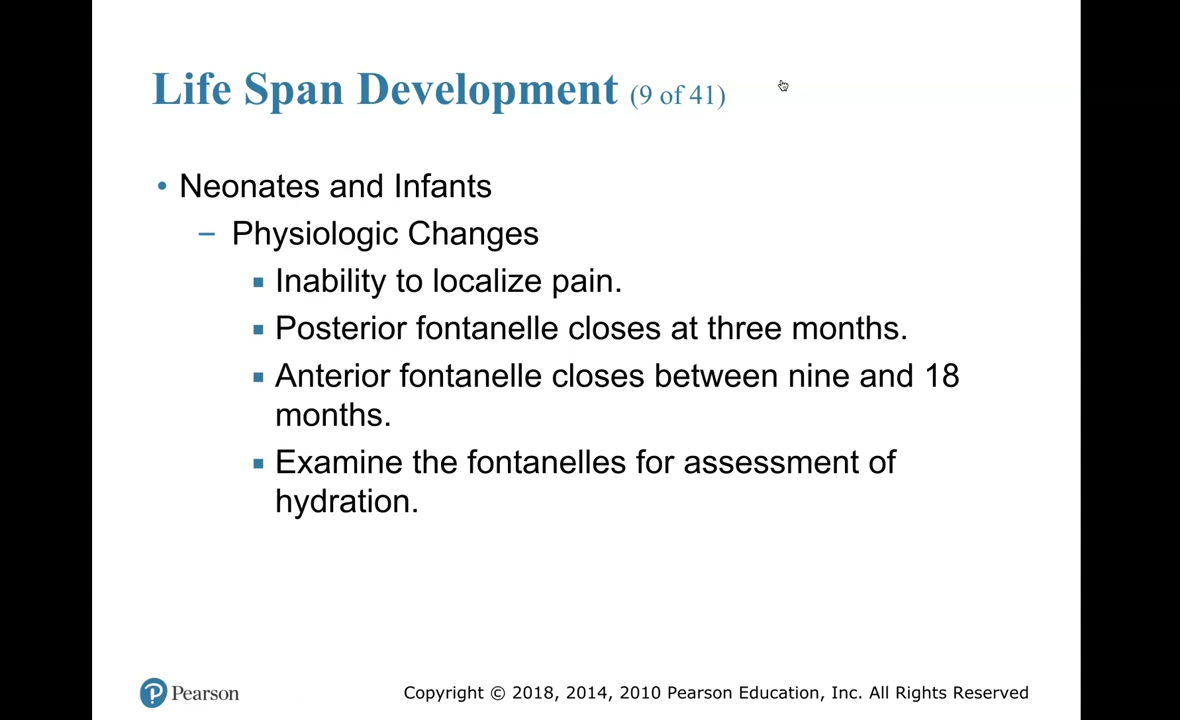 Life Span Development (9 of 41)
• Neonates and Infants
– Physiologic Changes
▪ Inability to localize pain.
▪ Posterior fontanelle closes at three months.
▪ Anterior fontanelle closes between nine and 18
months.
▪ Examine the fontanelles for assessment of
hydration.
P Pearson
Copyright © 2018, 2014, 2010 Pearson Education, Inc. All Rights Reserved